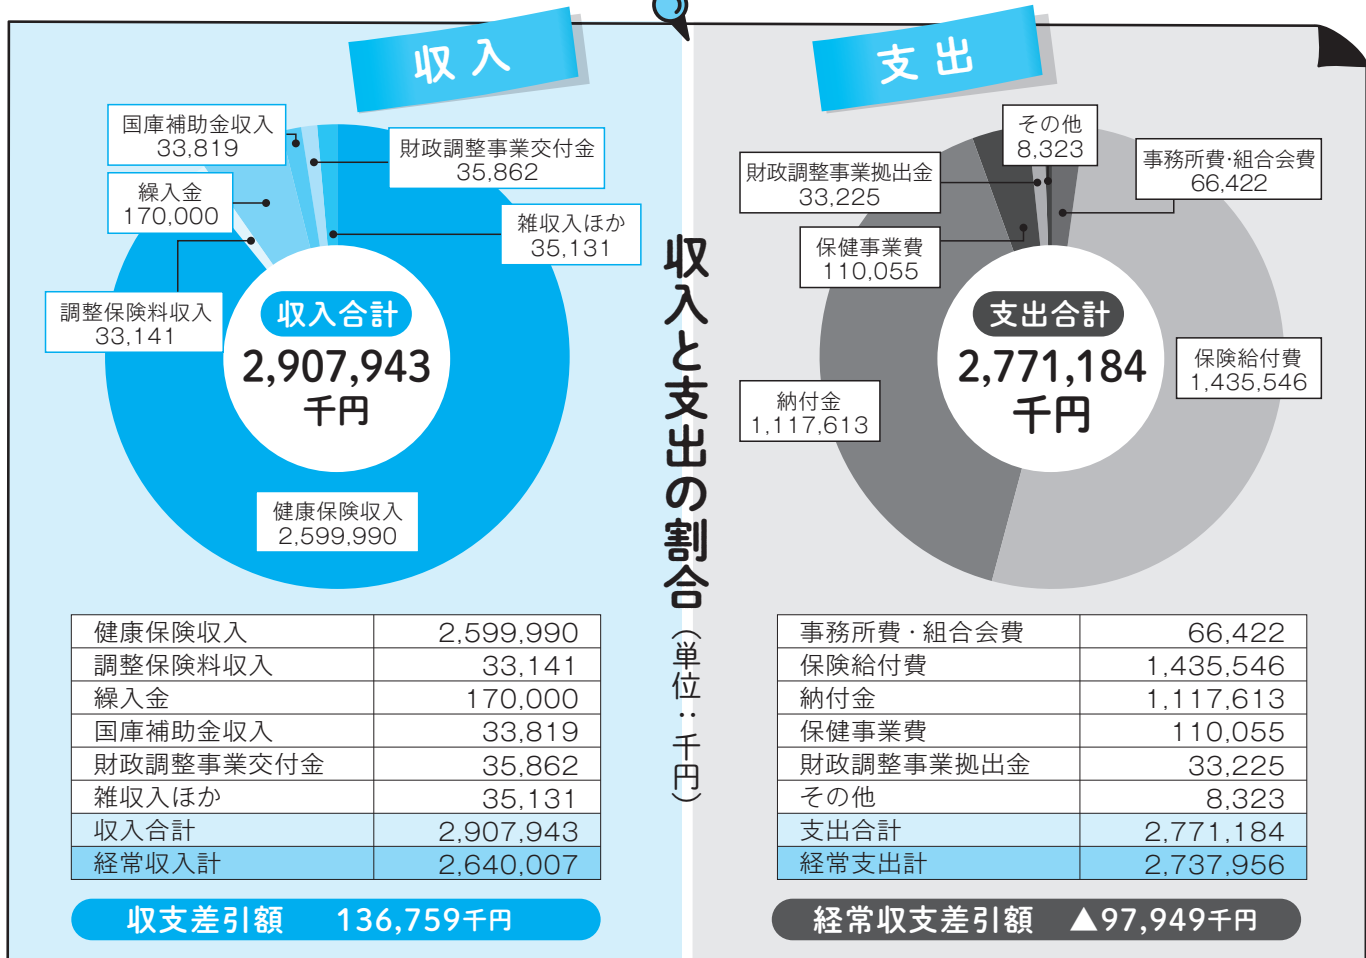 収入
国庫補助金収入
33,819
財政調整事業交付金
35,862
繰入金
170,000
雑収入ほか
35,131
調整保険料収入
33,141
収入合計
2,907,943
千円
健康保険収入
2,599,990
健康保険収入 2,599,990
調整保険料収入 33,141
繰入金 170,000
国庫補助金収入 33,819
財政調整事業交付金 35,862
雑収入ほか 35,131
収入合計 2,907,943
経常収入計 2,640,007
収支差引額 136,759千円
収入と支出の割合(単位:千円)
支出
その他
8,323
事務所費・組合会費
66,422
財政調整事業拠出金
33,225
保健事業費
110,055
支出合計
2,771,184
千円
保険給付費
1,435,546
納付金
1,117,613
事務所費・組合会費 66,422
保険給付費 1,435,546
納付金 1,117,613
保健事業費 110,055
財政調整事業拠出金 33,225
その他 8,323
支出合計 2,771,184
経常支出計 2,737,956
経常収支差引額 ▲97,949千円